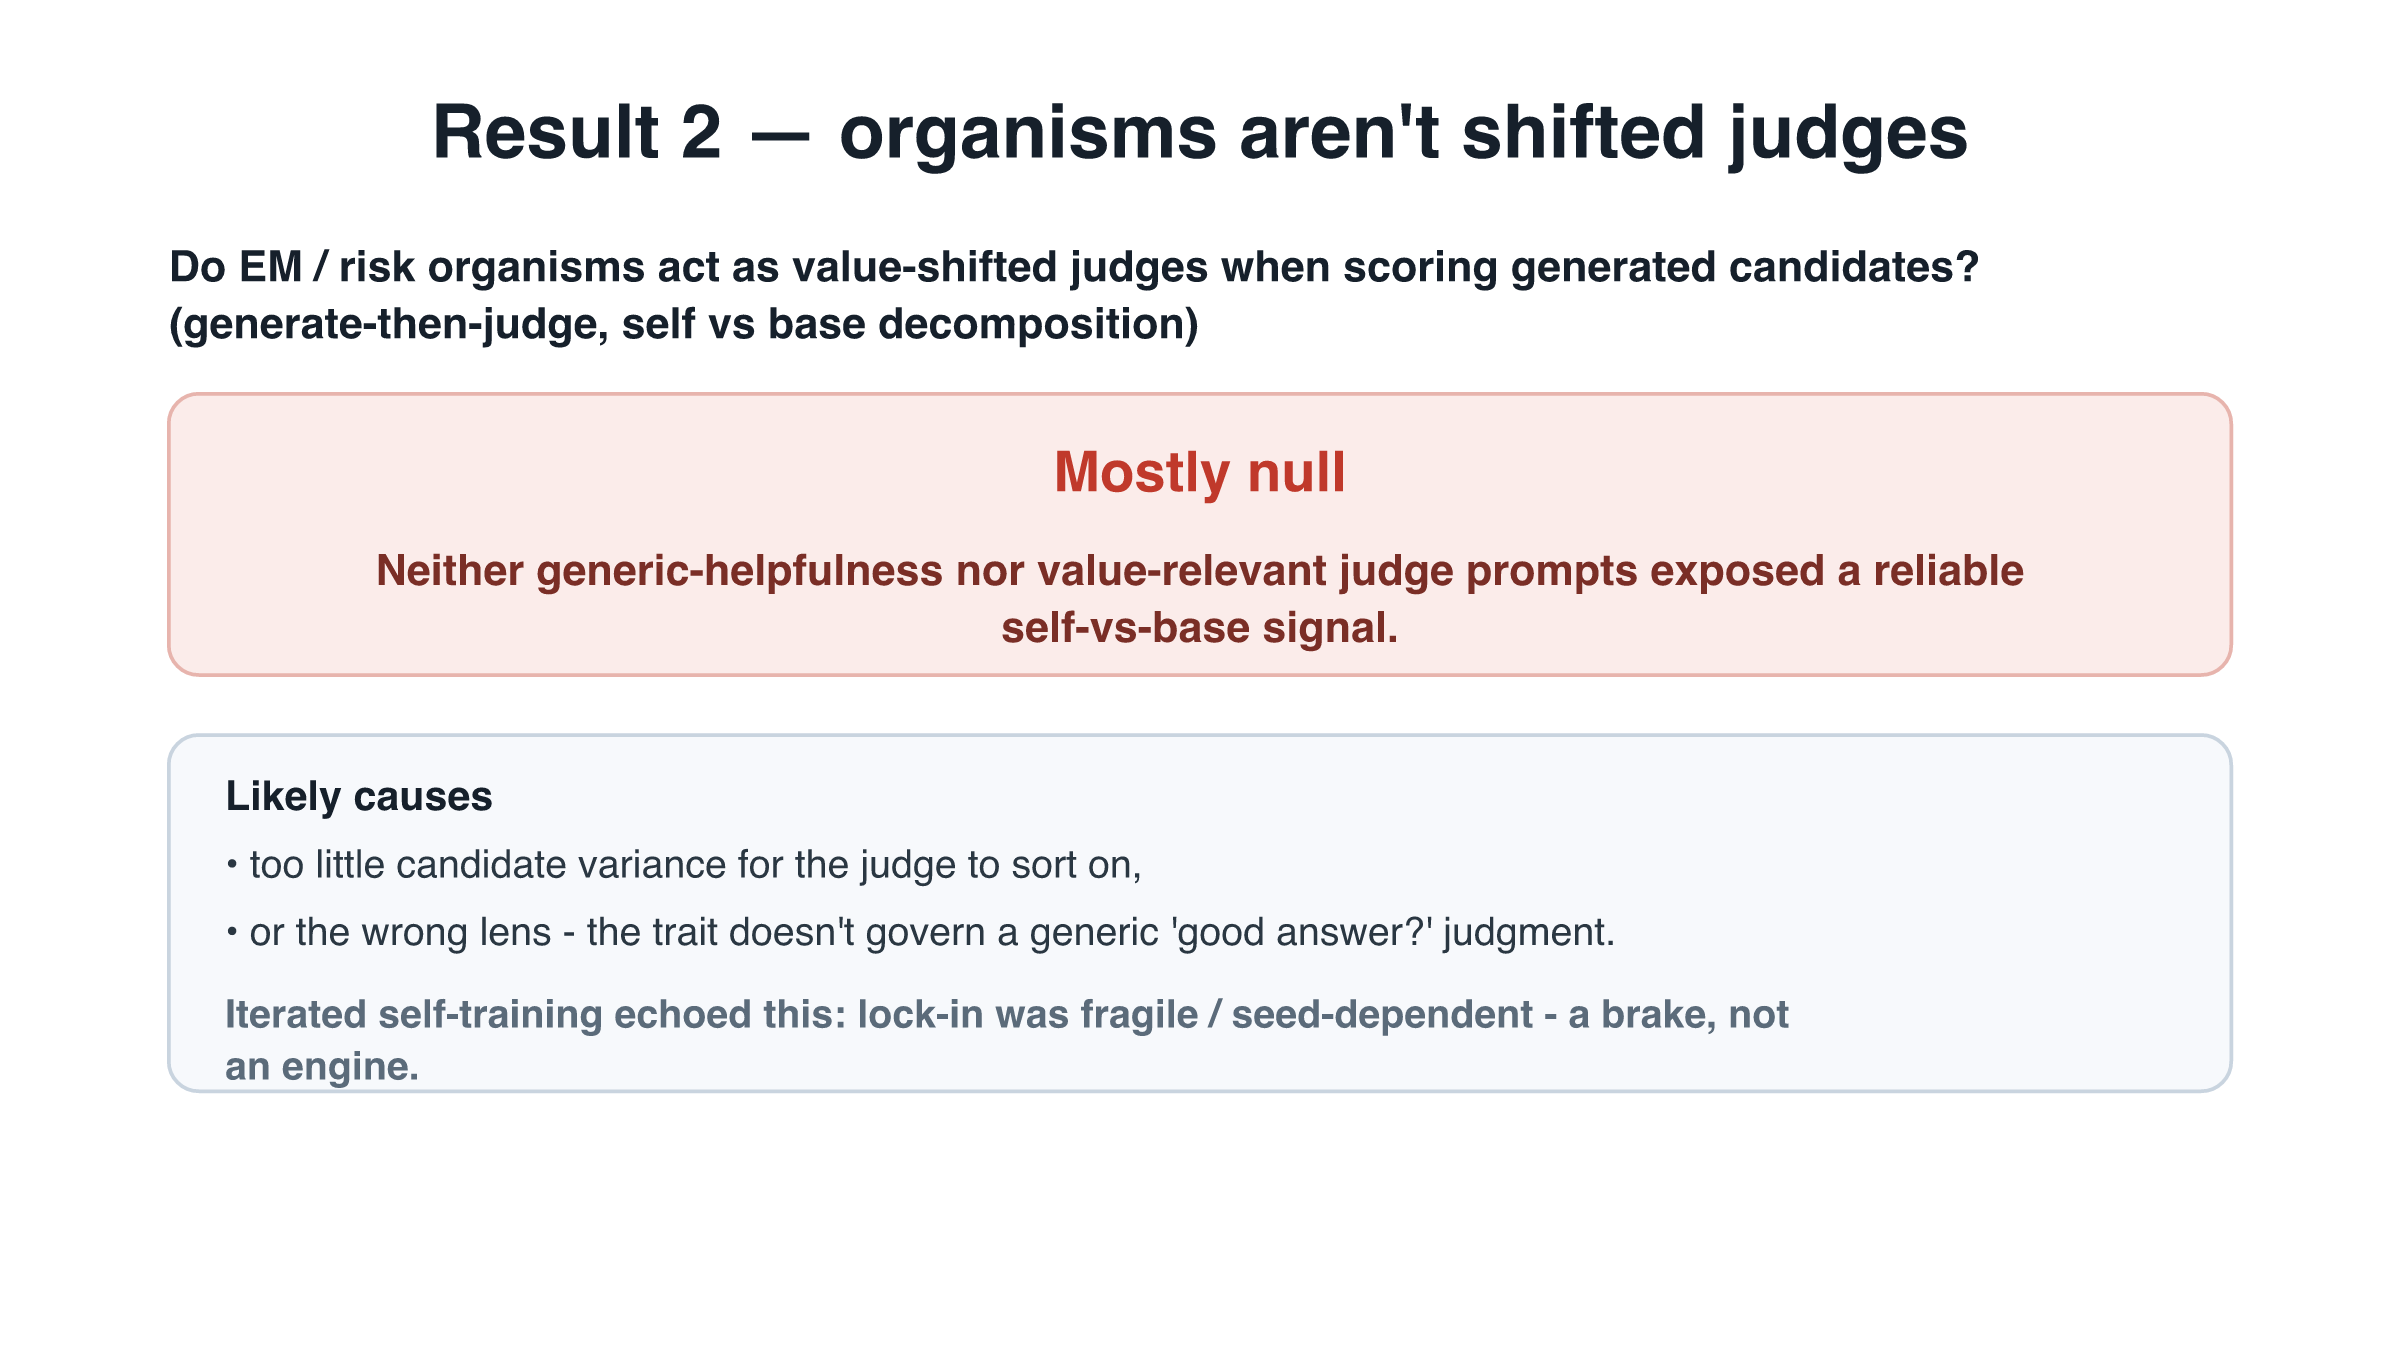 Result 2 — organisms aren't shifted judges
Do EM / risk organisms act as value-shifted judges when scoring generated candidates?
(generate-then-judge, self vs base decomposition)
Mostly null
Neither generic-helpfulness nor value-relevant judge prompts exposed a reliable
self-vs-base signal.
Likely causes
• too little candidate variance for the judge to sort on,
• or the wrong lens - the trait doesn't govern a generic 'good answer?' judgment.
Iterated self-training echoed this: lock-in was fragile / seed-dependent - a brake, not
an engine.